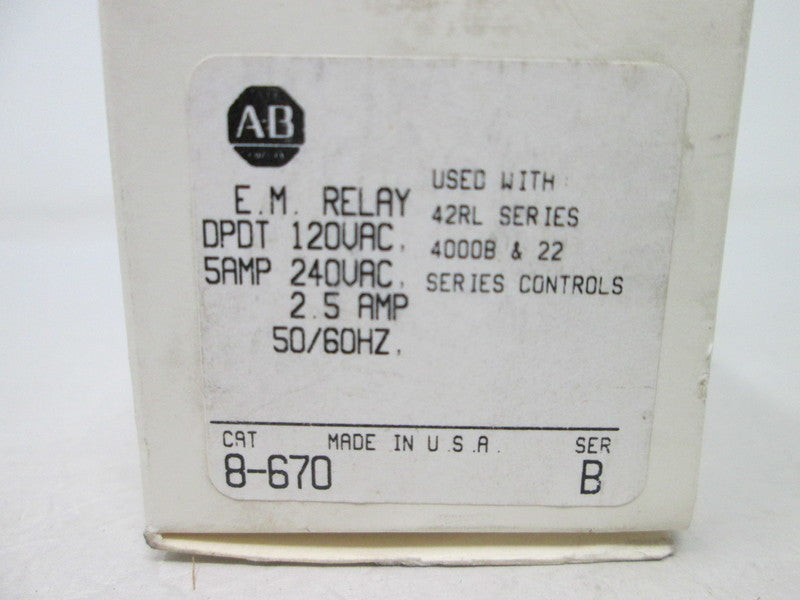 A-B
E.M. RELAY
DPDT 120VAC,
5AMP 240VAC,
2.5 AMP
50/60HZ,
USED WITH
42RL SERIES
4000B & 22
SERIES CONTROLS
CAT MADE IN U.S.A. SER
8-670 B